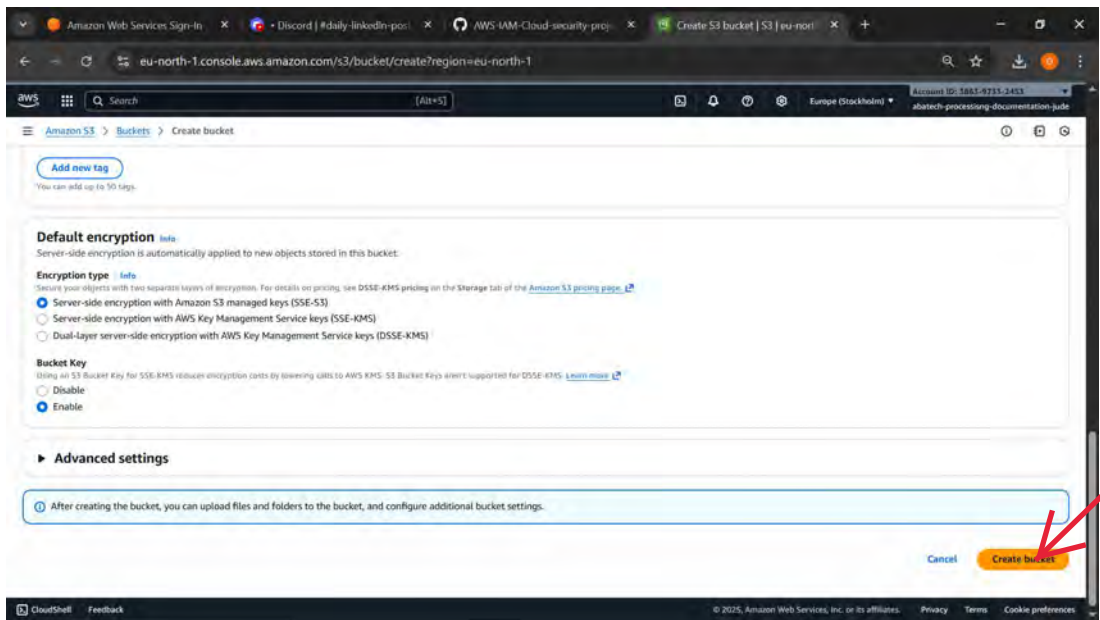 Amazon Web Services Sign-In
• Discord | #daily-linkedin-pos
AWS-IAM-Cloud-security-proj
Create S3 bucket | S3 | eu-nort
eu-north-1.console.aws.amazon.com/s3/bucket/create?region=eu-north-1
aws
Search
[Alt+S]
Europe (Stockholm)
Account ID: 3863-9733-2453
abatech-processiang-documentation-jude
Amazon S3 > Buckets > Create bucket
Add new tag
You can add up to 50 tags.
Default encryption Info
Server-side encryption is automatically applied to new objects stored in this bucket.
Encryption type | Info
Secure your objects with two separate layers of encryption. For details on pricing, see DSSE-KMS pricing on the Storage tab of the Amazon S3 pricing page.
Server-side encryption with Amazon S3 managed keys (SSE-S3)
Server-side encryption with AWS Key Management Service keys (SSE-KMS)
Dual-layer server-side encryption with AWS Key Management Service keys (DSSE-KMS)
Bucket Key
Using an S3 Bucket Key for SSE-KMS reduces encryption costs by lowering calls to AWS KMS. S3 Bucket Keys aren't supported for DSSE-KMS. Learn more
Disable
Enable
Advanced settings
After creating the bucket, you can upload files and folders to the bucket, and configure additional bucket settings.
Cancel
Create bucket
CloudShell
Feedback
© 2025, Amazon Web Services, Inc. or its affiliates.
Privacy
Terms
Cookie preferences